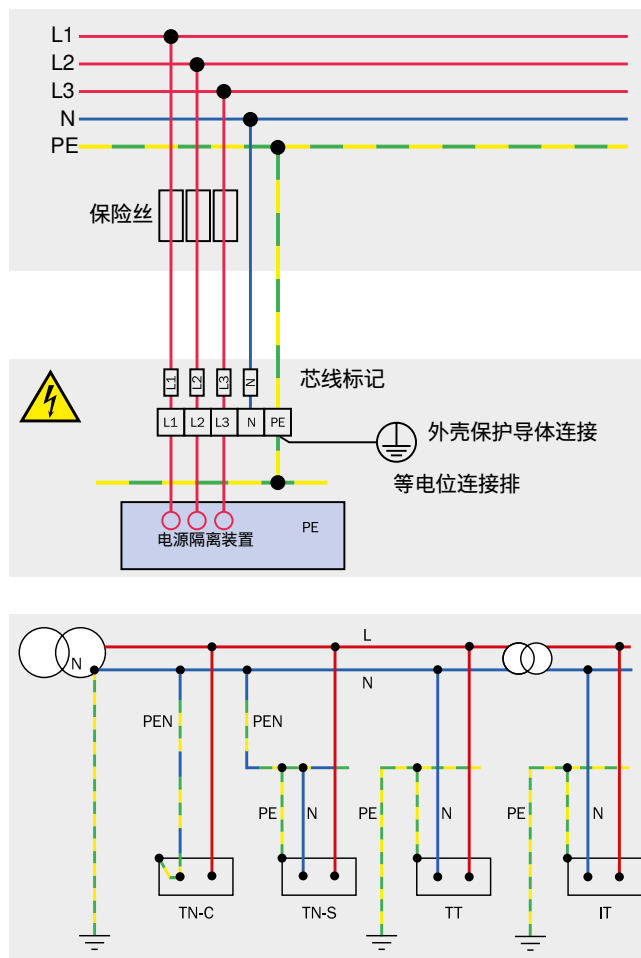 L1
L2
L3
N
PE
保险丝
L1 L2 L3 N
芯线标记
L1 L2 L3 N PE
外壳保护导体连接
等电位连接排
电源隔离装置
PE
L
N
N
PEN PEN
PE N PE N PE N
TN-C TN-S TT IT